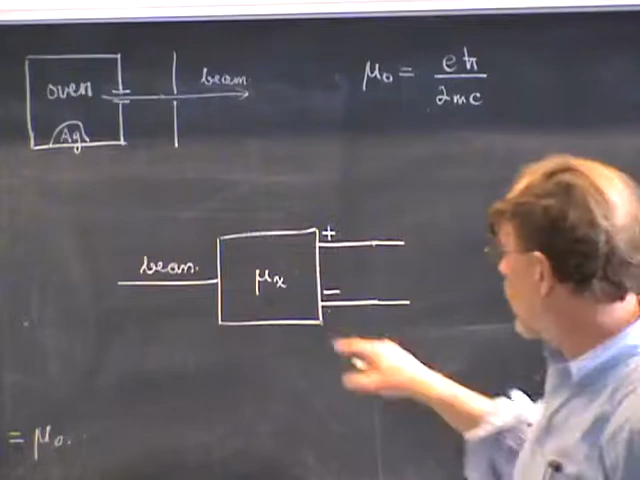 oven
Ag
beam
μ₀ = eħ / 2mc
beam
μₓ
+
−
= μ₀.